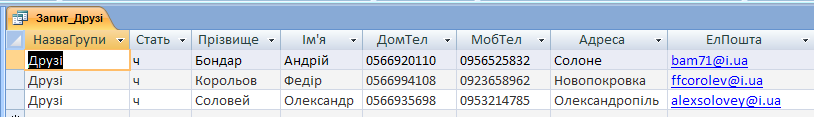 Запит_Друзі
НазваГрупи Стать Прізвище Ім'я ДомТел МобТел Адреса ЕлПошта
Друзі ч Бондар Андрій 0566920110 0956525832 Солоне bam71@i.ua
Друзі ч Корольов Федір 0566994108 0923658962 Новопокровка ffcorolev@i.ua
Друзі ч Соловей Олександр 0566935698 0953214785 Олександропіль alexsolovey@i.ua